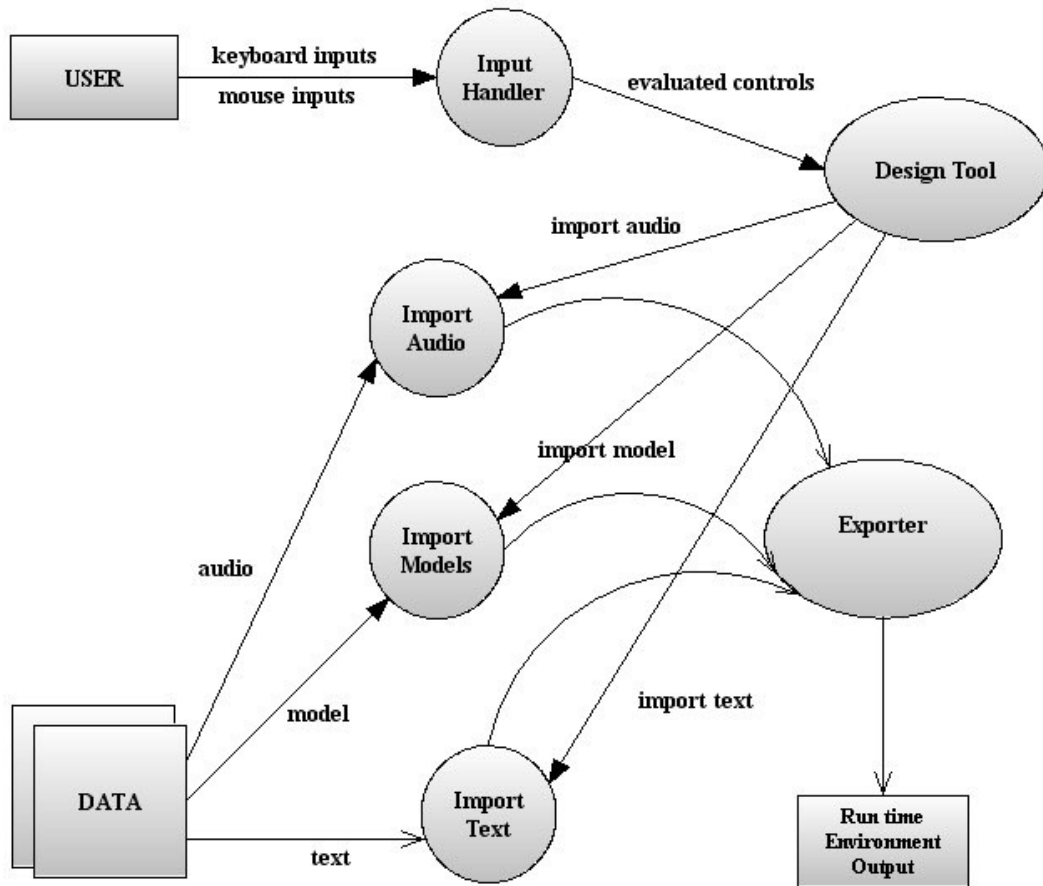 USER
keyboard inputs
mouse inputs
Input
Handler
evaluated controls
Design Tool
import audio
Import
Audio
import model
Import
Models
Exporter
audio
model
import text
DATA
text
Import
Text
Run time
Environment
Output